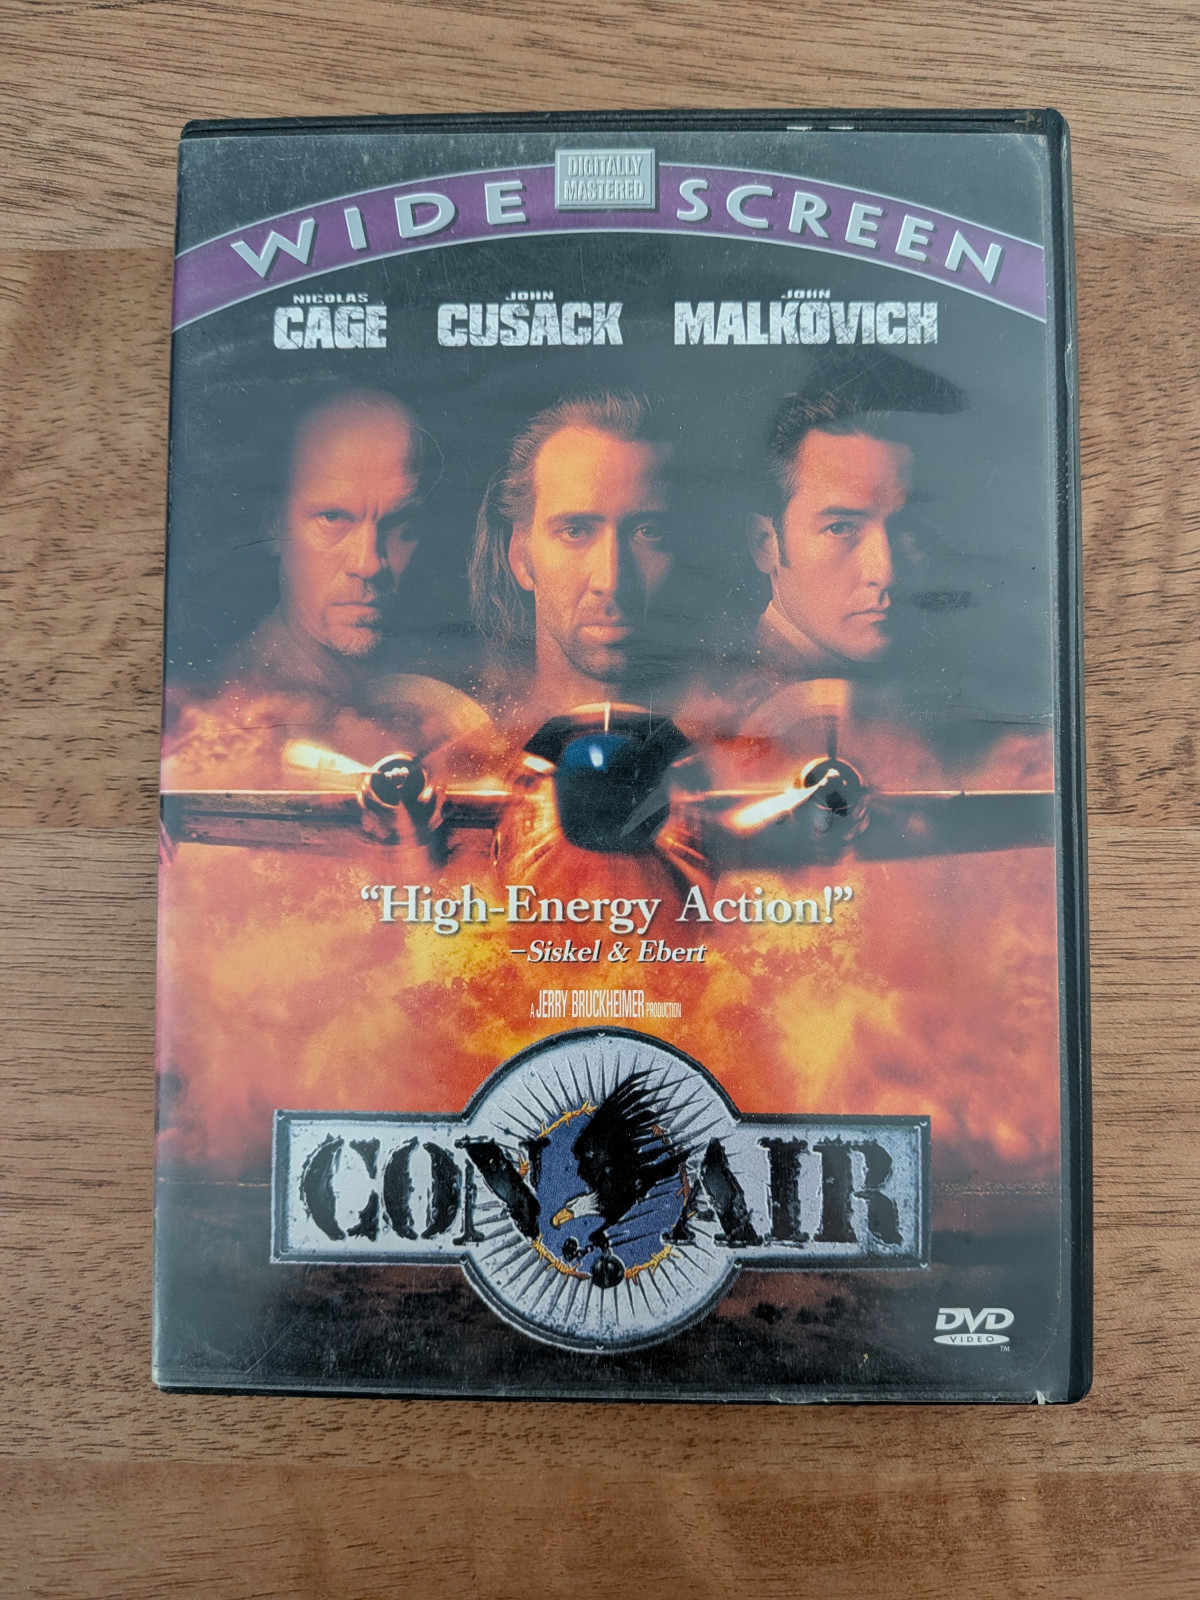 DIGITALLY
MASTERED
WIDE SCREEN
NICOLAS
CAGE
JOHN
CUSACK
JOHN
MALKOVICH
“High-Energy Action!”
–Siskel & Ebert
A JERRY BRUCKHEIMER PRODUCTION
CON AIR
DVD
VIDEO
TM